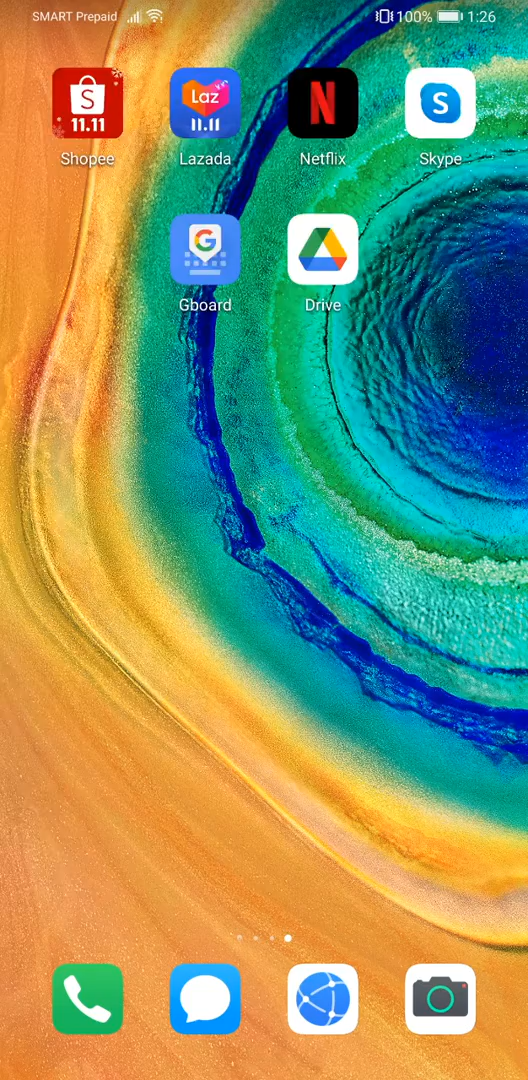 SMART Prepaid 100% 1:26
S
11.11
Laz
11.11
N
S
Shopee Lazada Netflix Skype
G
Gboard Drive